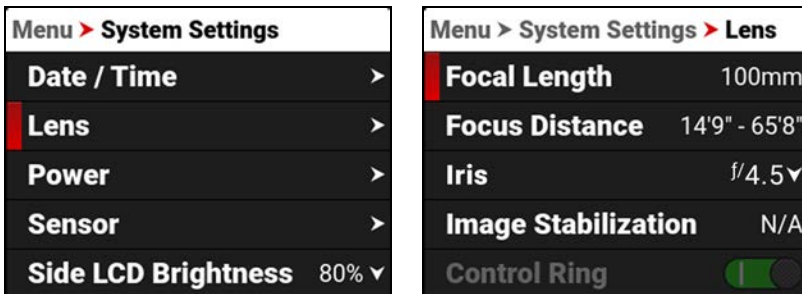 Menu > System Settings
Date / Time >
Lens >
Power >
Sensor >
Side LCD Brightness 80%
Menu > System Settings > Lens
Focal Length 100mm
Focus Distance 14'9" - 65'8"
Iris f/4.5
Image Stabilization N/A
Control Ring